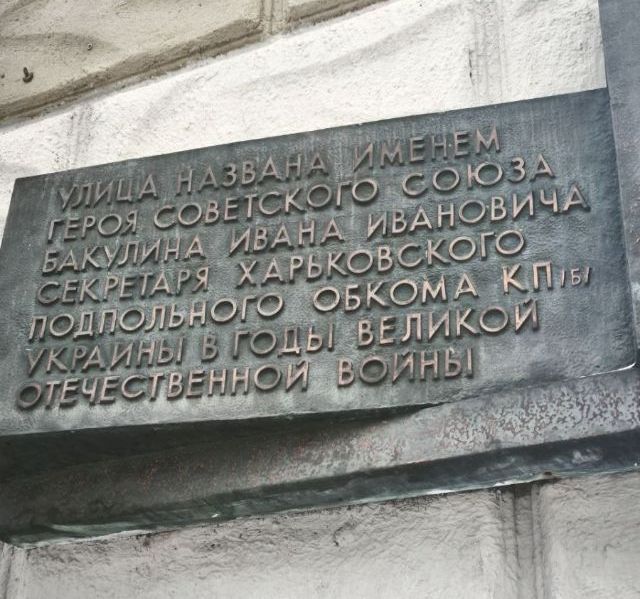 УЛИЦА НАЗВАНА ИМЕНЕМ
ГЕРОЯ СОВЕТСКОГО СОЮЗА
БАКУЛИНА ИВАНА ИВАНОВИЧА
СЕКРЕТАРЯ ХАРЬКОВСКОГО
ПОДПОЛЬНОГО ОБКОМА КП/Б/
УКРАИНЫ В ГОДЫ ВЕЛИКОЙ
ОТЕЧЕСТВЕННОЙ ВОЙНЫ